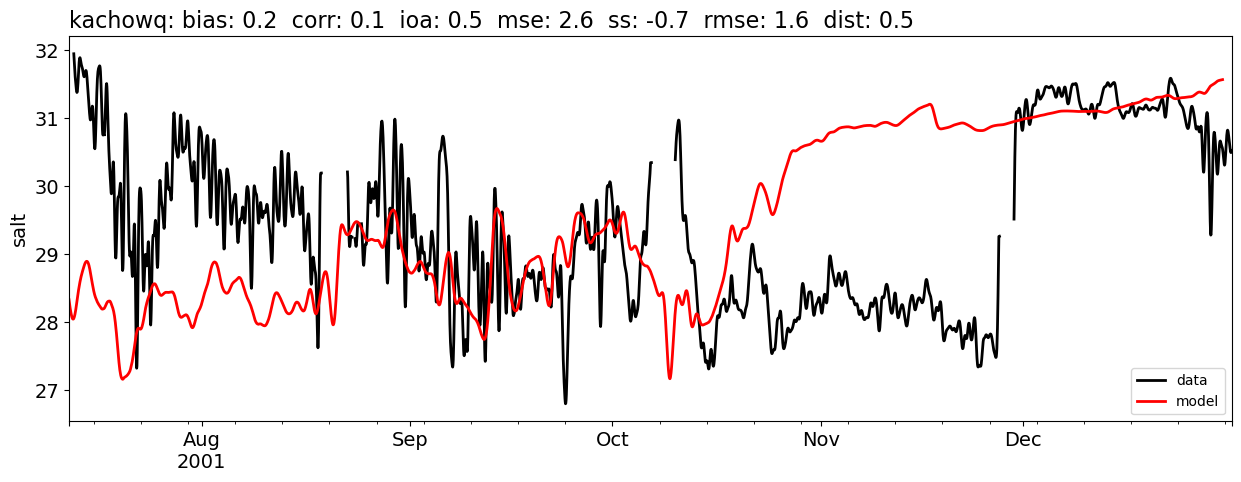 kachowq: bias: 0.2  corr: 0.1  ioa: 0.5  mse: 2.6  ss: -0.7  rmse: 1.6  dist: 0.5
32
31
30
29
28
27
salt
data
model
Aug
2001
Sep
Oct
Nov
Dec